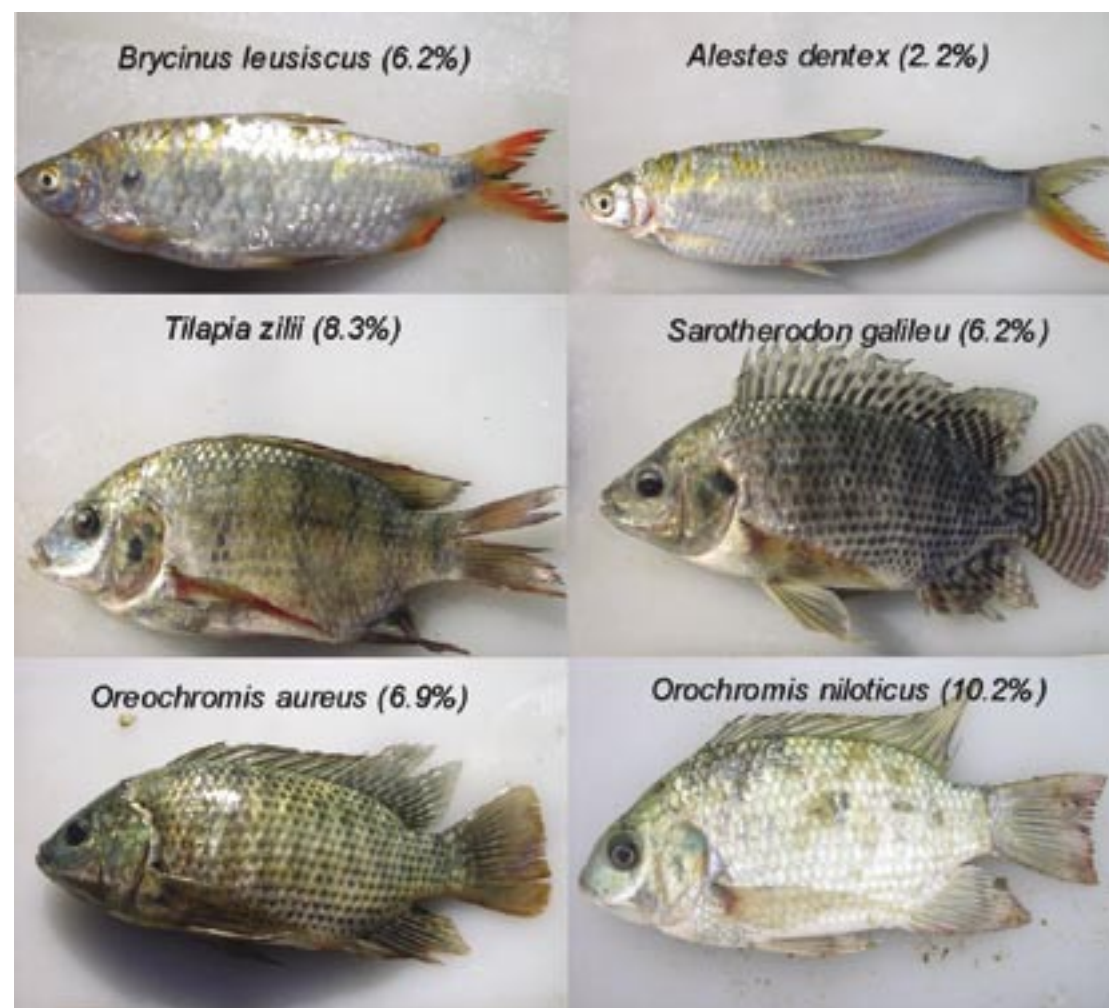 Brycinus leusiscus (6.2%)
Alestes dentex (2.2%)
Tilapia zilii (8.3%)
Sarotherodon galileu (6.2%)
Oreochromis aureus (6.9%)
Orochromis niloticus (10.2%)